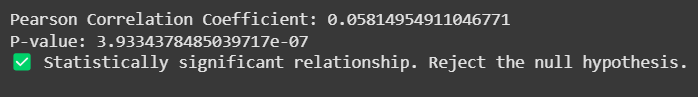 Pearson Correlation Coefficient: 0.05814954911046771
P-value: 3.9334378485039717e-07
✅ Statistically significant relationship. Reject the null hypothesis.